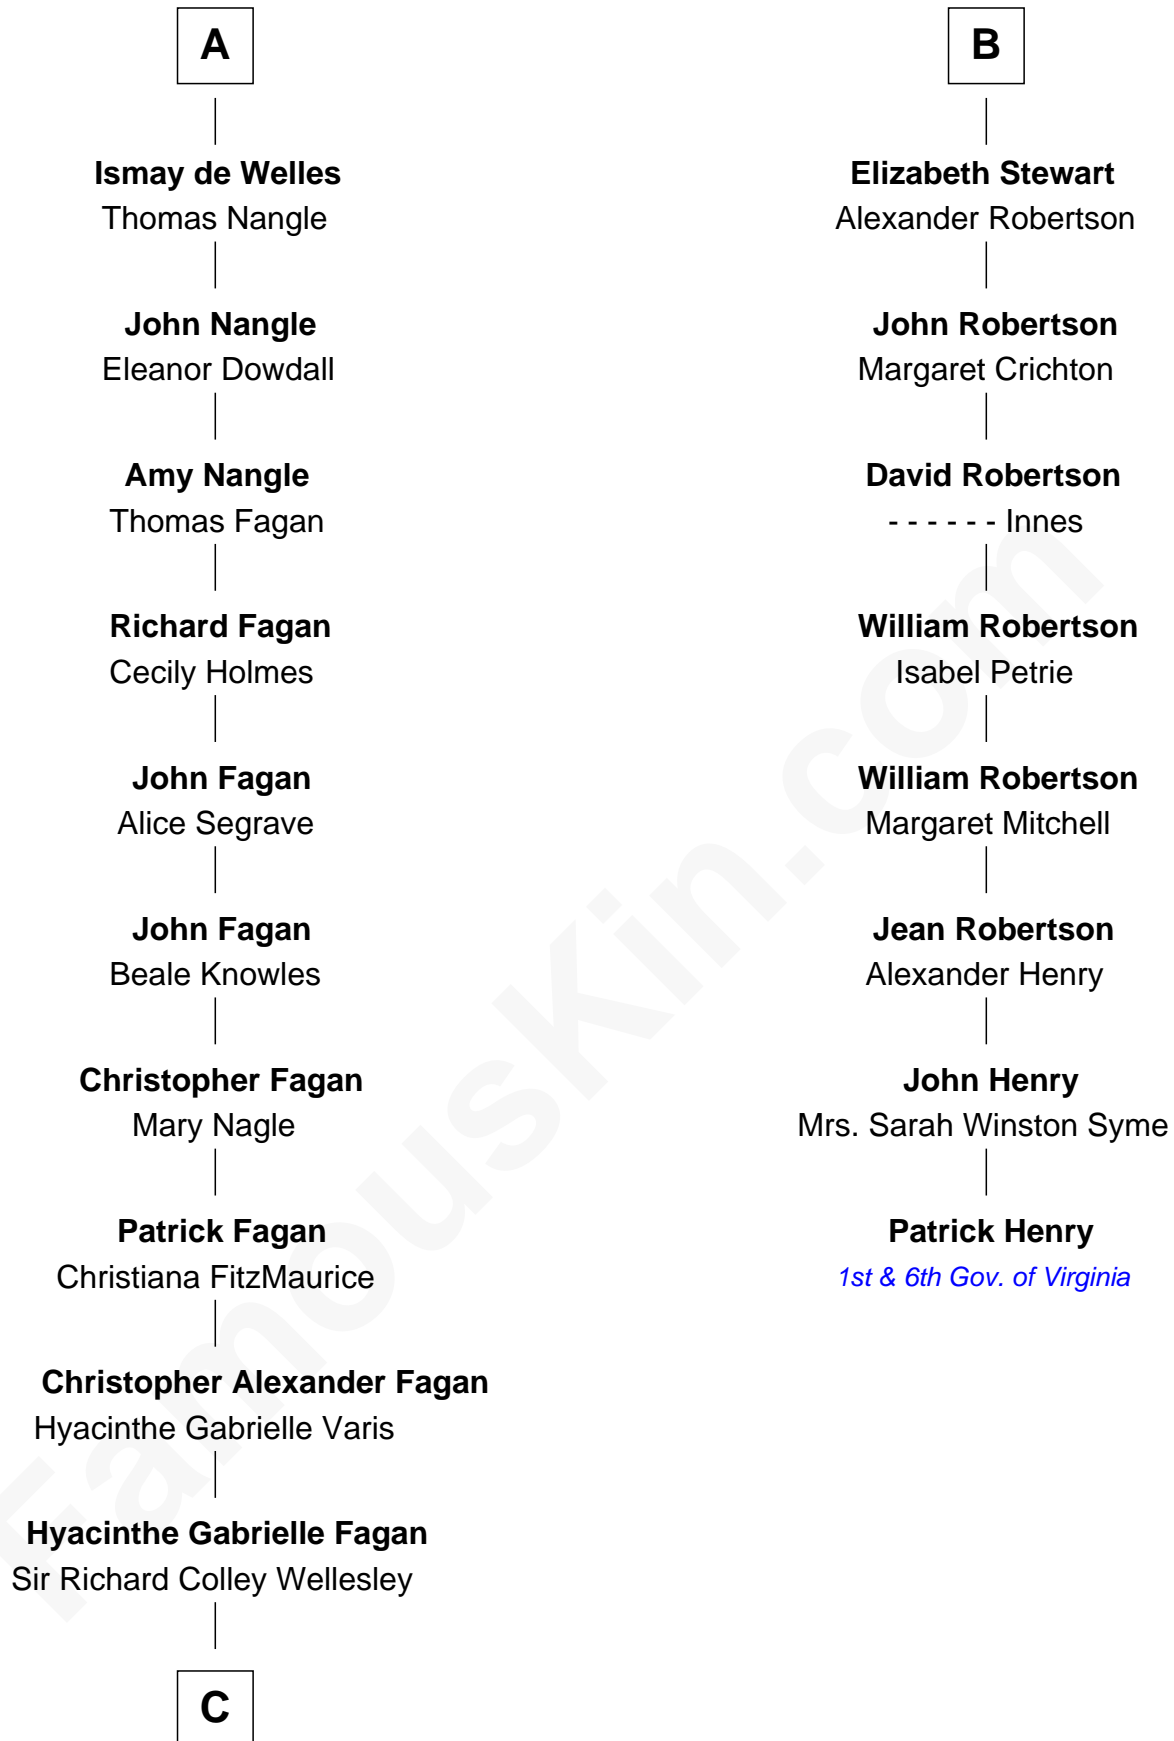 A
Ismay de Welles
Thomas Nangle
John Nangle
Eleanor Dowdall
Amy Nangle
Thomas Fagan
Richard Fagan
Cecily Holmes
John Fagan
Alice Segrave
John Fagan
Beale Knowles
Christopher Fagan
Mary Nagle
Patrick Fagan
Christiana FitzMaurice
Christopher Alexander Fagan
Hyacinthe Gabrielle Varis
Hyacinthe Gabrielle Fagan
Sir Richard Colley Wellesley
C
B
Elizabeth Stewart
Alexander Robertson
John Robertson
Margaret Crichton
David Robertson
- - - - - - Innes
William Robertson
Isabel Petrie
William Robertson
Margaret Mitchell
Jean Robertson
Alexander Henry
John Henry
Mrs. Sarah Winston Syme
Patrick Henry
1st & 6th Gov. of Virginia
FamousKin.com